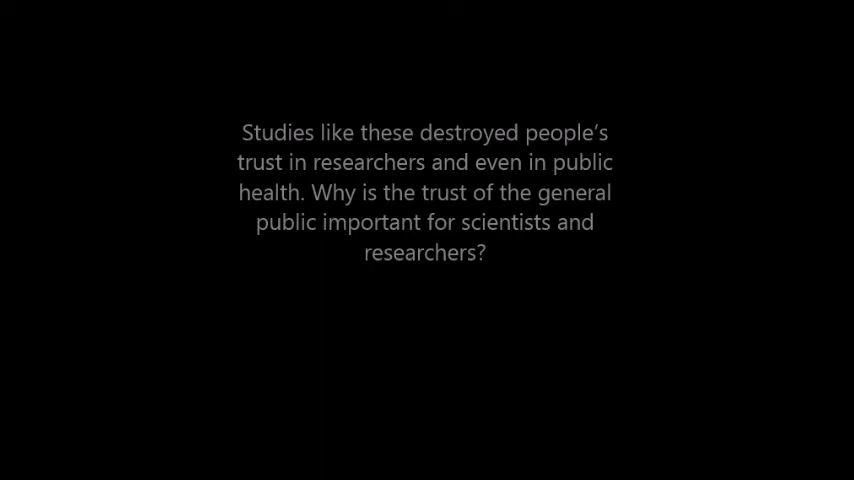 Studies like these destroyed people's
trust in researchers and even in public
health. Why is the trust of the general
public important for scientists and
researchers?